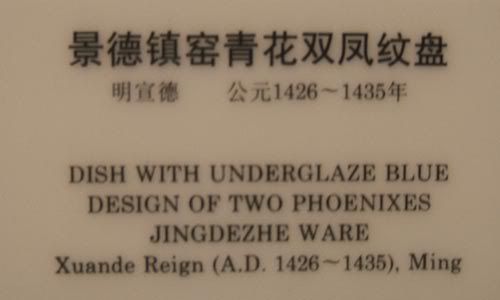 景德镇窑青花双凤纹盘
明宣德 公元1426～1435年
DISH WITH UNDERGLAZE BLUE
DESIGN OF TWO PHOENIXES
JINGDEZHE WARE
Xuande Reign (A.D. 1426～1435), Ming